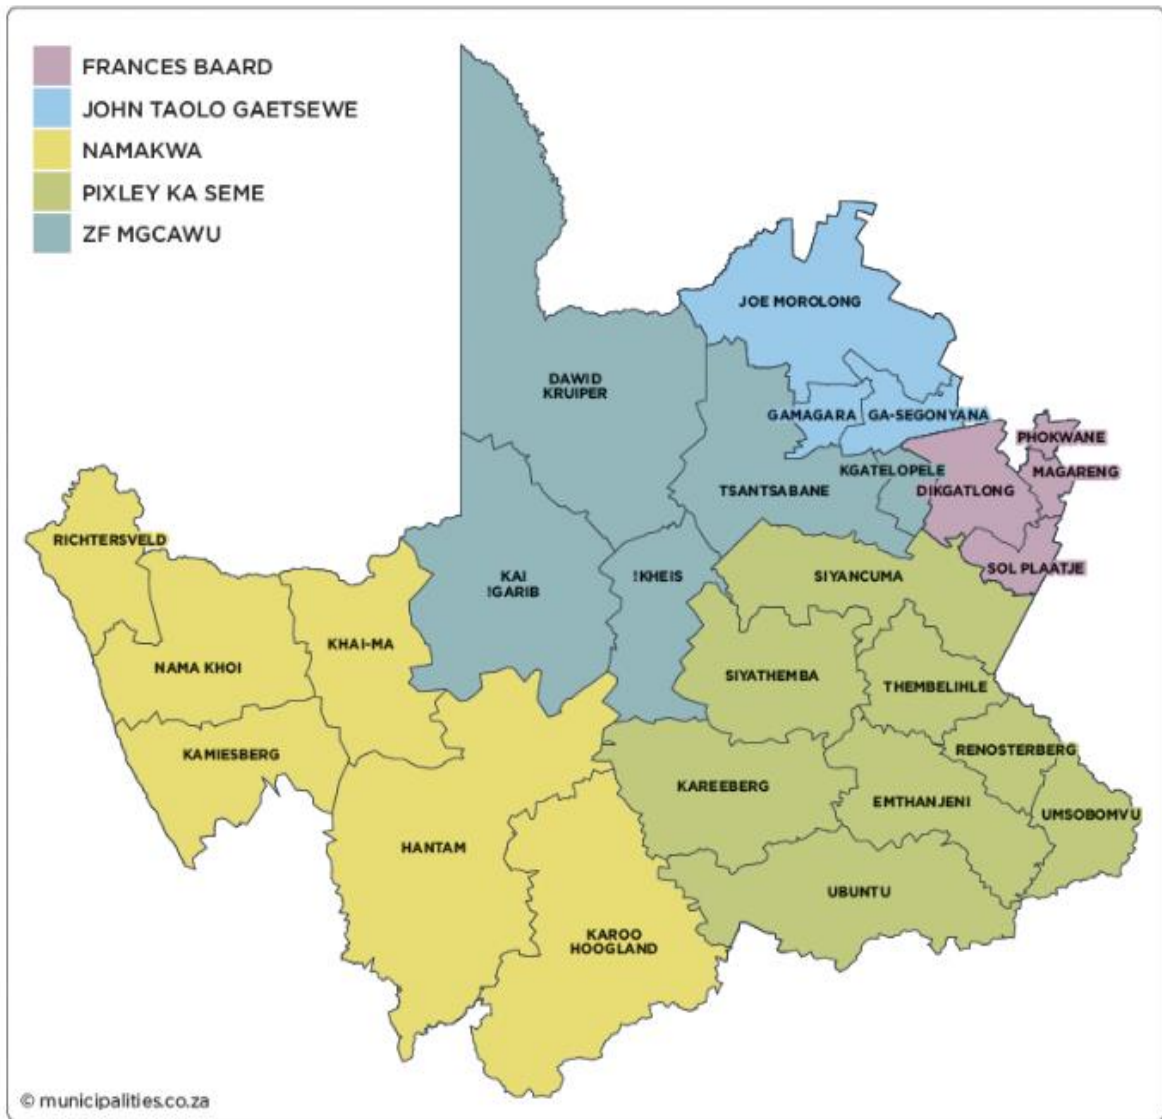 FRANCES BAARD
JOHN TAOLO GAETSEWE
NAMAKWA
PIXLEY KA SEME
ZF MGCAWU
JOE MOROLONG
DAWID
KRUIPER
GAMAGARA
GA-SEGONYANA
PHOKWANE
KGATELOPELE
MAGARENG
TSANTSABANE
DIKGATLONG
RICHTERSVELD
SOL PLAATJE
KAI
!GARIB
!KHEIS
SIYANCUMA
KHAI-MA
NAMA KHOI
SIYATHEMBA
THEMBELIHLE
KAMIESBERG
RENOSTERBERG
KAREEBERG
EMTHANJENI
UMSOBOMVU
HANTAM
UBUNTU
KAROO
HOOGLAND
© municipalities.co.za